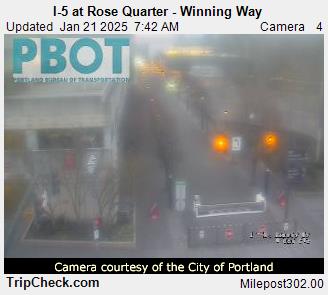 I-5 at Rose Quarter - Winning Way
Updated Jan 21 2025 7:42 AM Camera 4
PBOT
PORTLAND BUREAU OF TRANSPORTATION
Camera courtesy of the City of Portland
TripCheck.com Milepost302.00